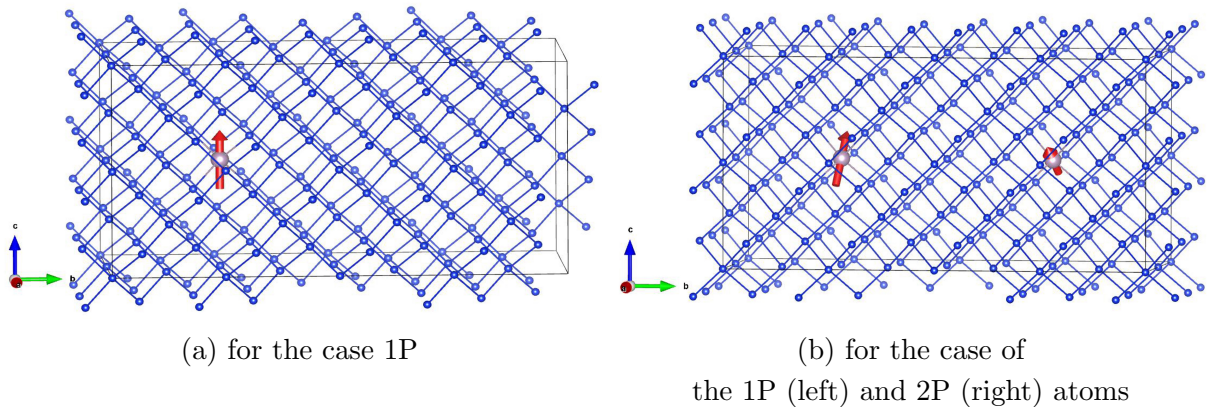 c
b
a
c
b
a
(a) for the case 1P
(b) for the case of
the 1P (left) and 2P (right) atoms